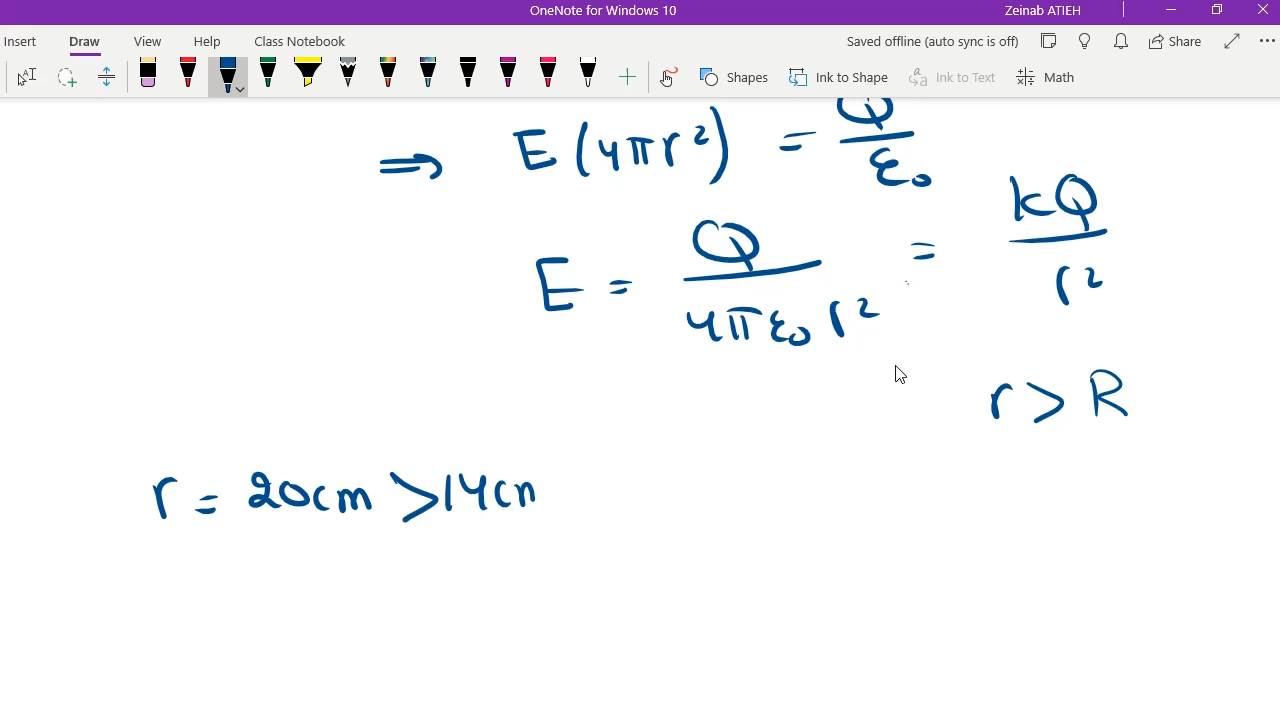 OneNote for Windows 10 Zeinab ATIEH
Insert Draw View Help Class Notebook Saved offline (auto sync is off) Share
Shapes Ink to Shape Ink to Text Math
⇒ E (4πr²) = Q/ε₀
E = Q/4πε₀r² = kQ/r²
r > R
r = 20cm > 14cm